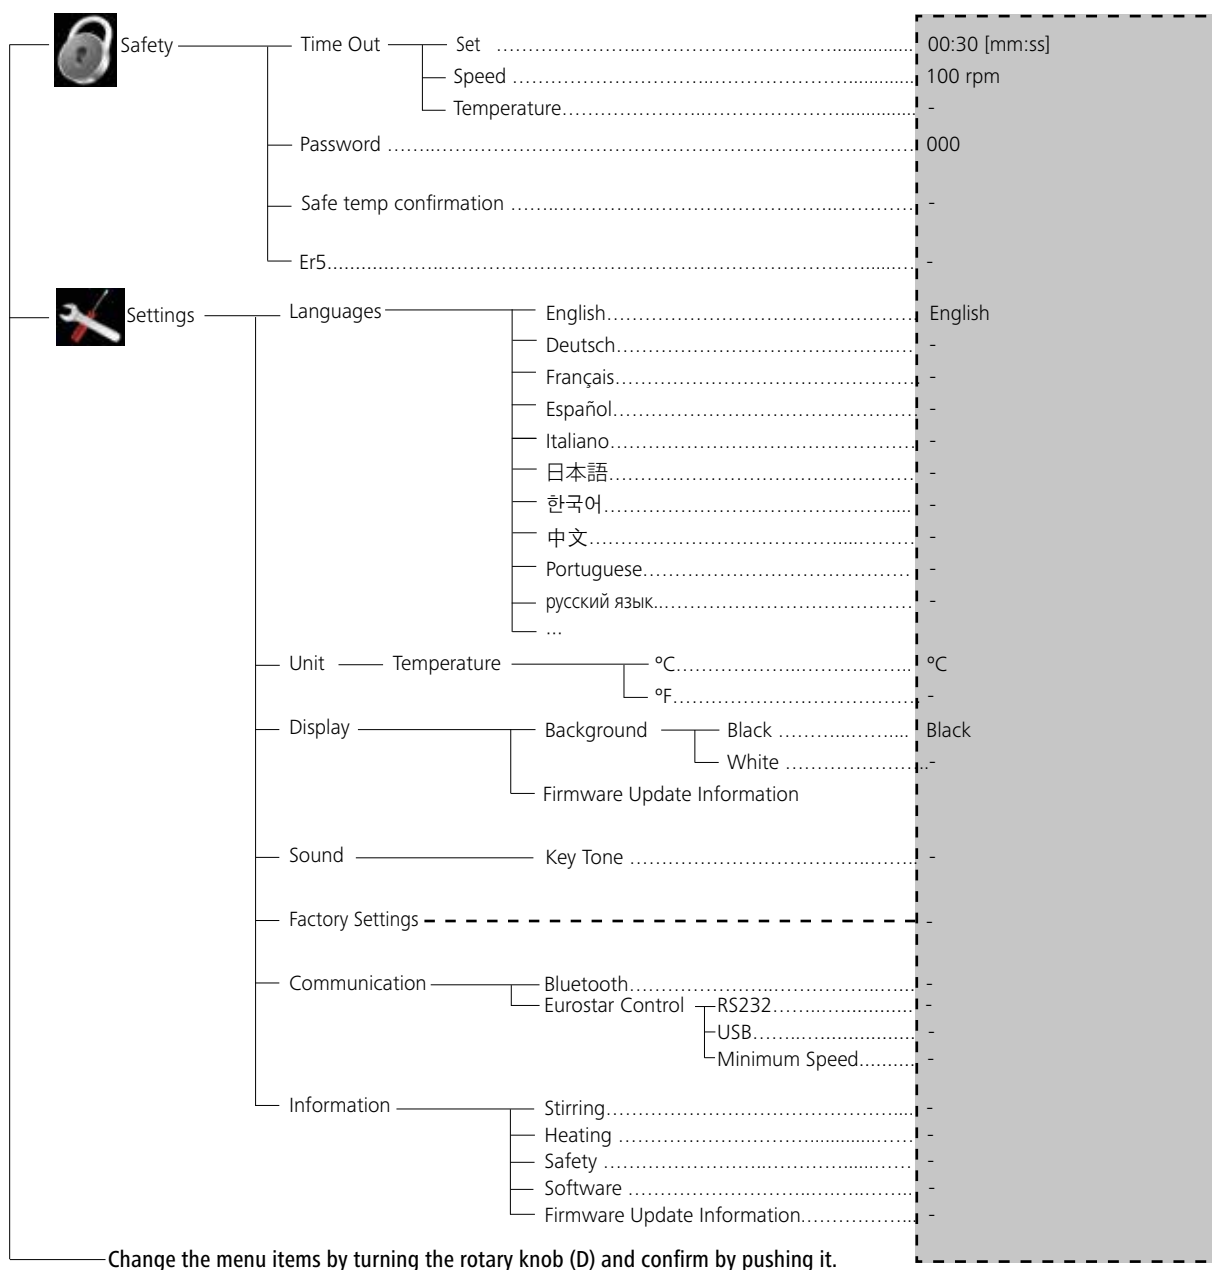 Safety Time Out Set 00:30 [mm:ss]
Speed 100 rpm
Temperature -
Password 000
Safe temp confirmation -
Er5 -
Settings Languages English English
Deutsch -
Français -
Español -
Italiano -
日本語 -
한국어 -
中文 -
Portuguese -
русский язык -
...
Unit Temperature ºC ºC
ºF -
Display Background Black Black
White -
Firmware Update Information
Sound Key Tone -
Factory Settings -
Communication Bluetooth -
Eurostar Control RS232 -
USB -
Minimum Speed -
Information Stirring -
Heating -
Safety -
Software -
Firmware Update Information -
Change the menu items by turning the rotary knob (D) and confirm by pushing it.